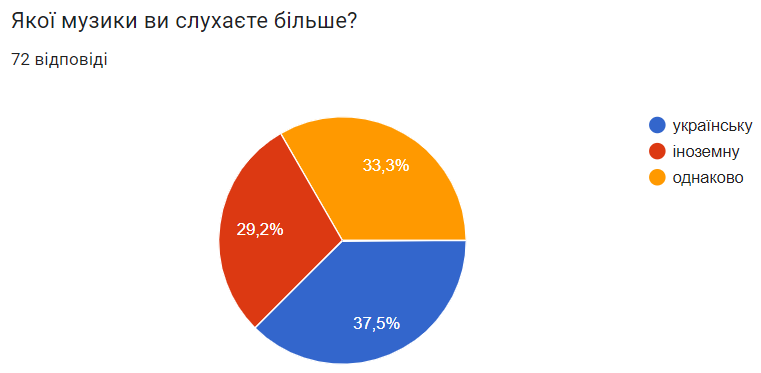 Якої музики ви слухаєте більше?
72 відповіді
українську
іноземну
однаково
33,3%
29,2%
37,5%